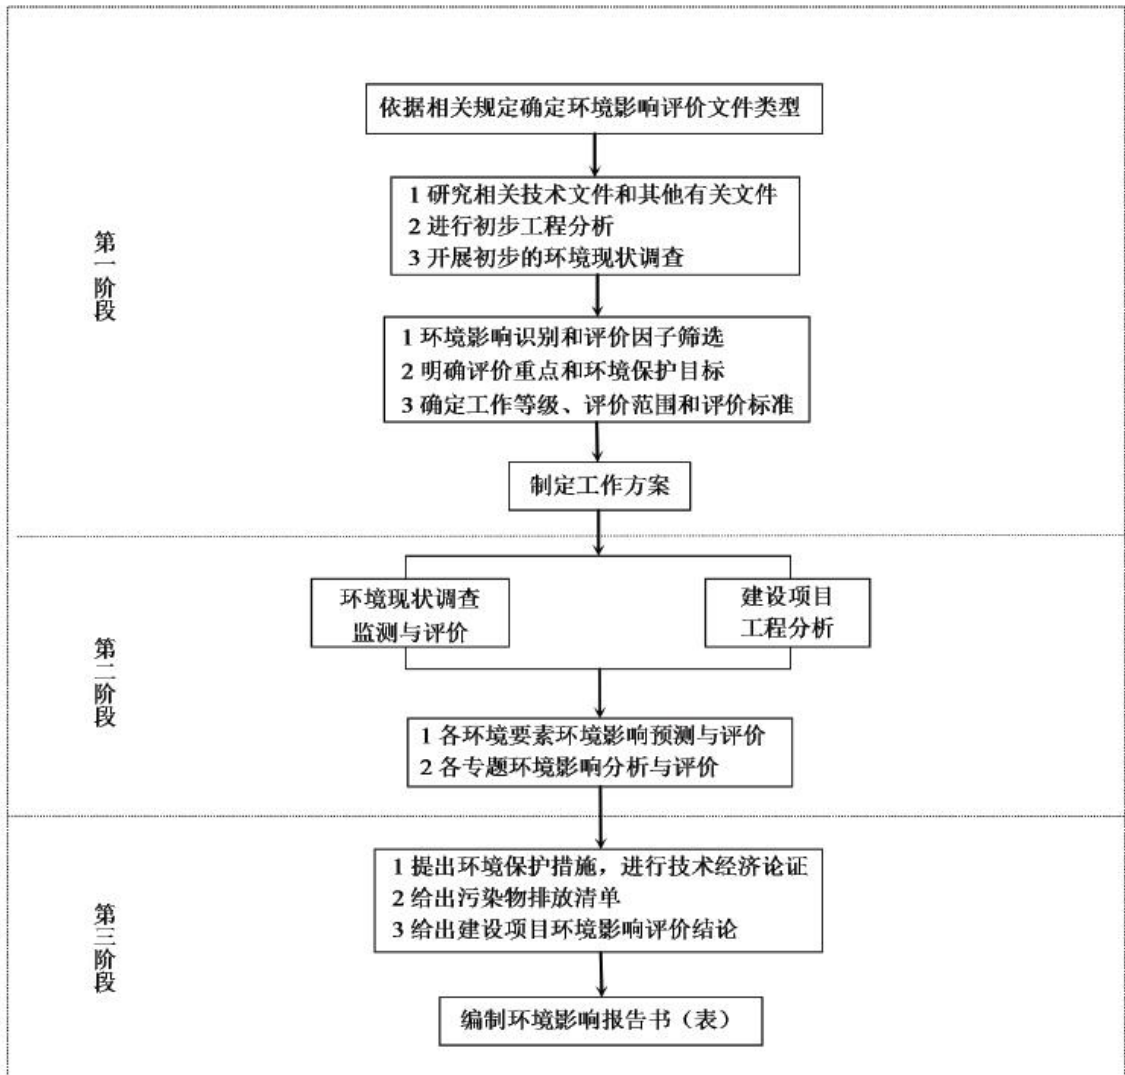 依据相关规定确定环境影响评价文件类型
1 研究相关技术文件和其他有关文件
2 进行初步工程分析
3 开展初步的环境现状调查
第一阶段
1 环境影响识别和评价因子筛选
2 明确评价重点和环境保护目标
3 确定工作等级、评价范围和评价标准
制定工作方案
环境现状调查
监测与评价
建设项目
工程分析
第二阶段
1 各环境要素环境影响预测与评价
2 各专题环境影响分析与评价
1 提出环境保护措施，进行技术经济论证
2 给出污染物排放清单
3 给出建设项目环境影响评价结论
第三阶段
编制环境影响报告书（表）